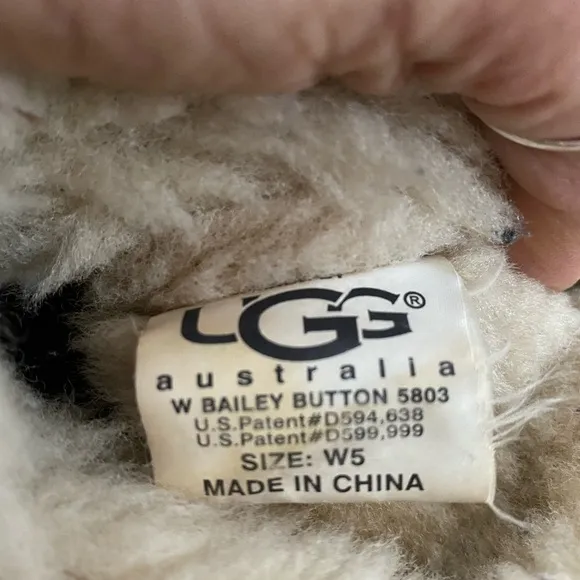 UGG®
australia
W BAILEY BUTTON 5803
U.S.Patent#D594,638
U.S.Patent#D599,999
SIZE: W5
MADE IN CHINA